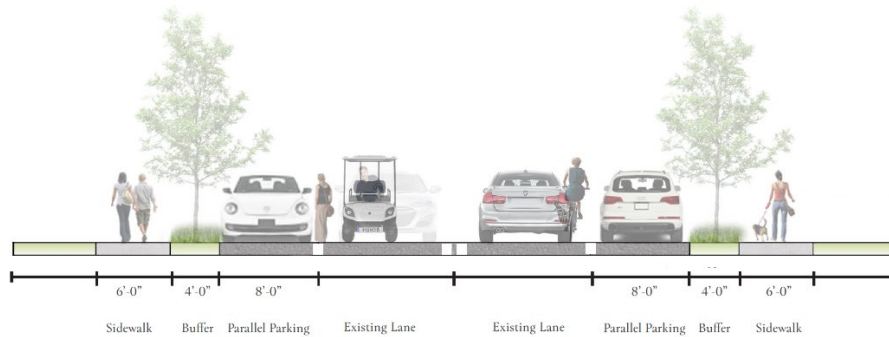 6'-0" 4'-0" 8'-0" 8'-0" 4'-0" 6'-0"
Sidewalk Buffer Parallel Parking Existing Lane Existing Lane Parallel Parking Buffer Sidewalk